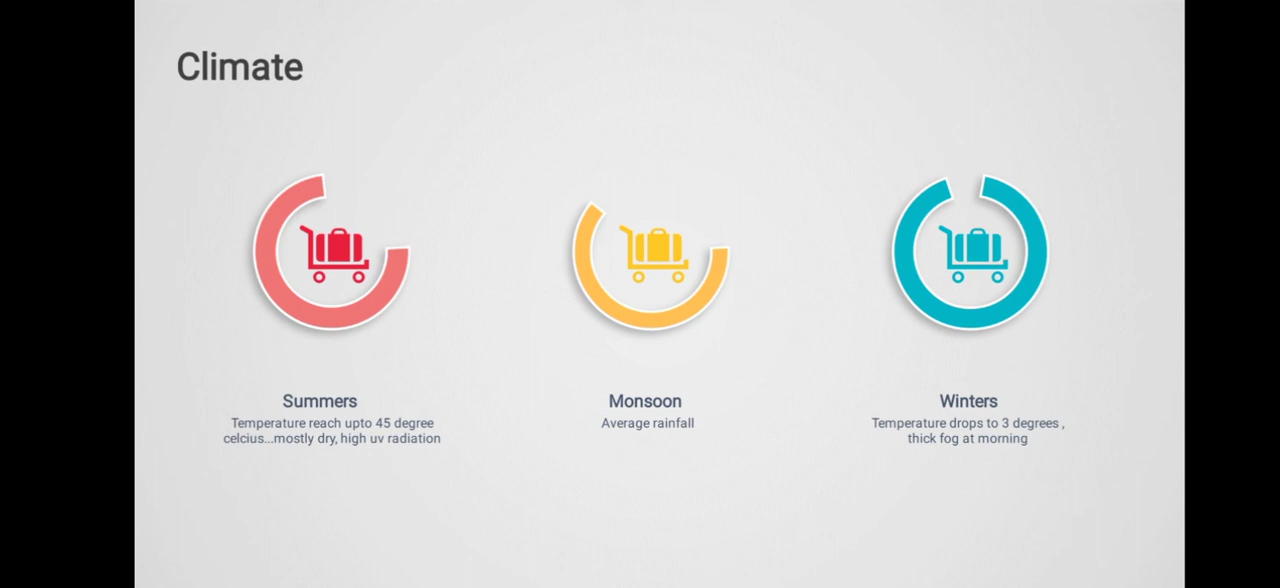 Climate
Summers
Temperature reach upto 45 degree
celcius...mostly dry, high uv radiation
Monsoon
Average rainfall
Winters
Temperature drops to 3 degrees ,
thick fog at morning